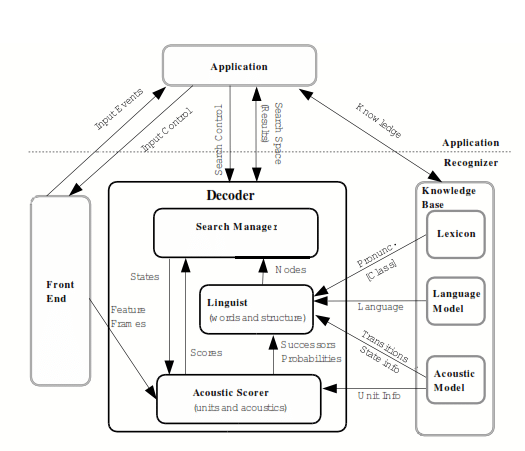 Application
Input Events
Input Control
Search Control
Search Space
(Results)
Knowledge
Application
Recognizer
Decoder
Knowledge
Base
Search Manager
Lexicon
Pronunc.
(Class)
States
Nodes
Front
End
Linguist
(words and structure)
Language
Model
Language
Feature
Frames
Scores
Successors
Probabilities
Transitions
State info
Acoustic Scorer
(units and acoustics)
Acoustic
Model
Unit Info